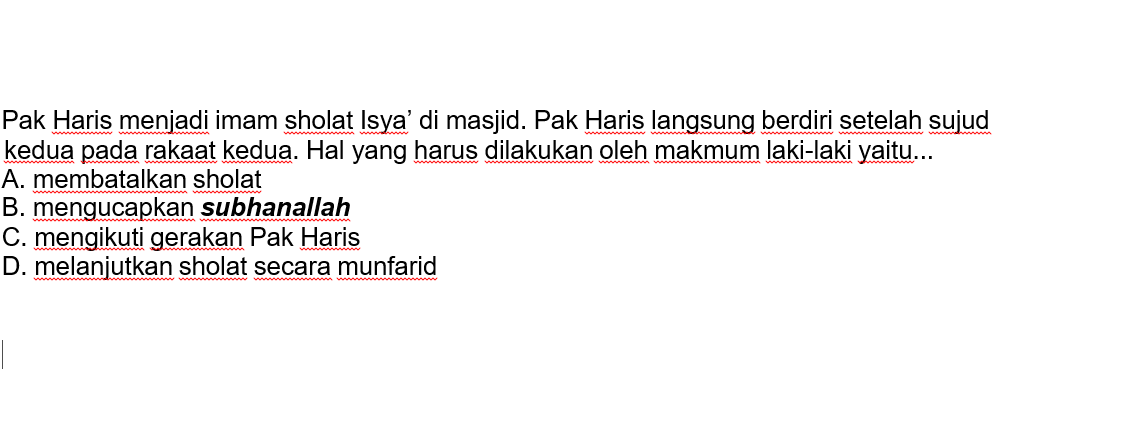 Pak Haris menjadi imam sholat Isya’ di masjid. Pak Haris langsung berdiri setelah sujud
kedua pada rakaat kedua. Hal yang harus dilakukan oleh makmum laki-laki yaitu...
A. membatalkan sholat
B. mengucapkan subhanallah
C. mengikuti gerakan Pak Haris
D. melanjutkan sholat secara munfarid